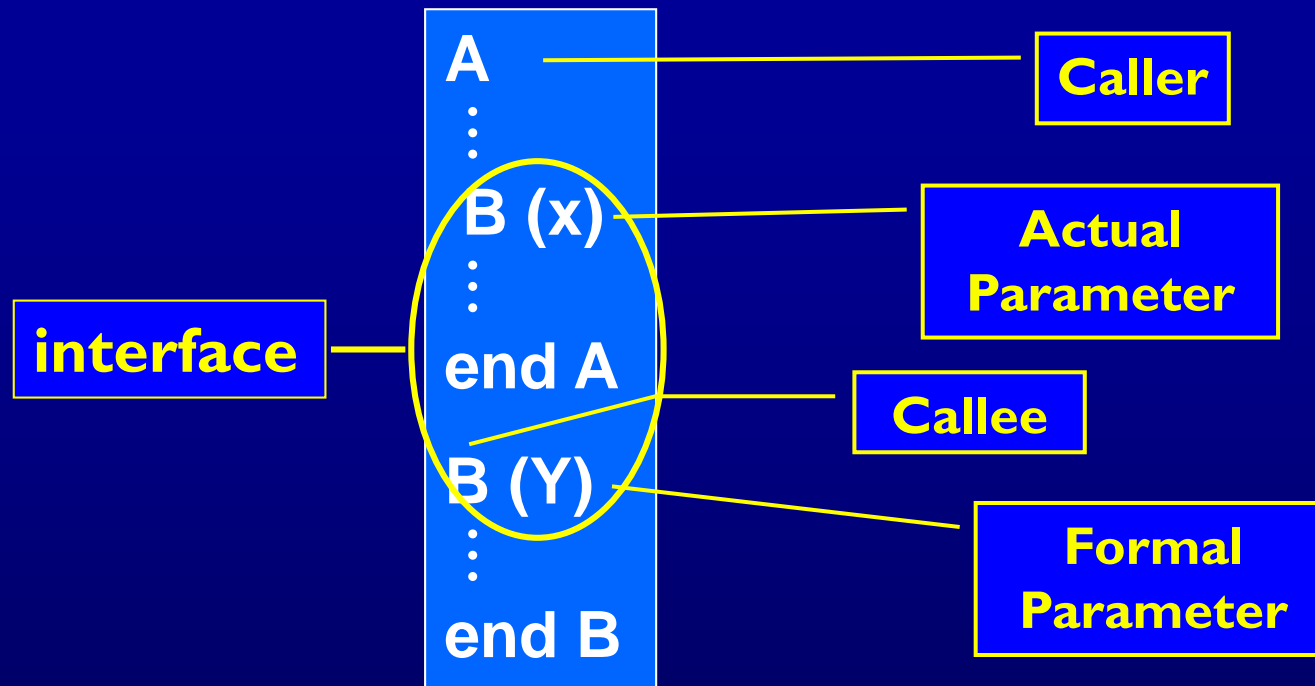 A
Caller
B (x)
Actual
Parameter
interface
end A
Callee
B (Y)
Formal
Parameter
end B